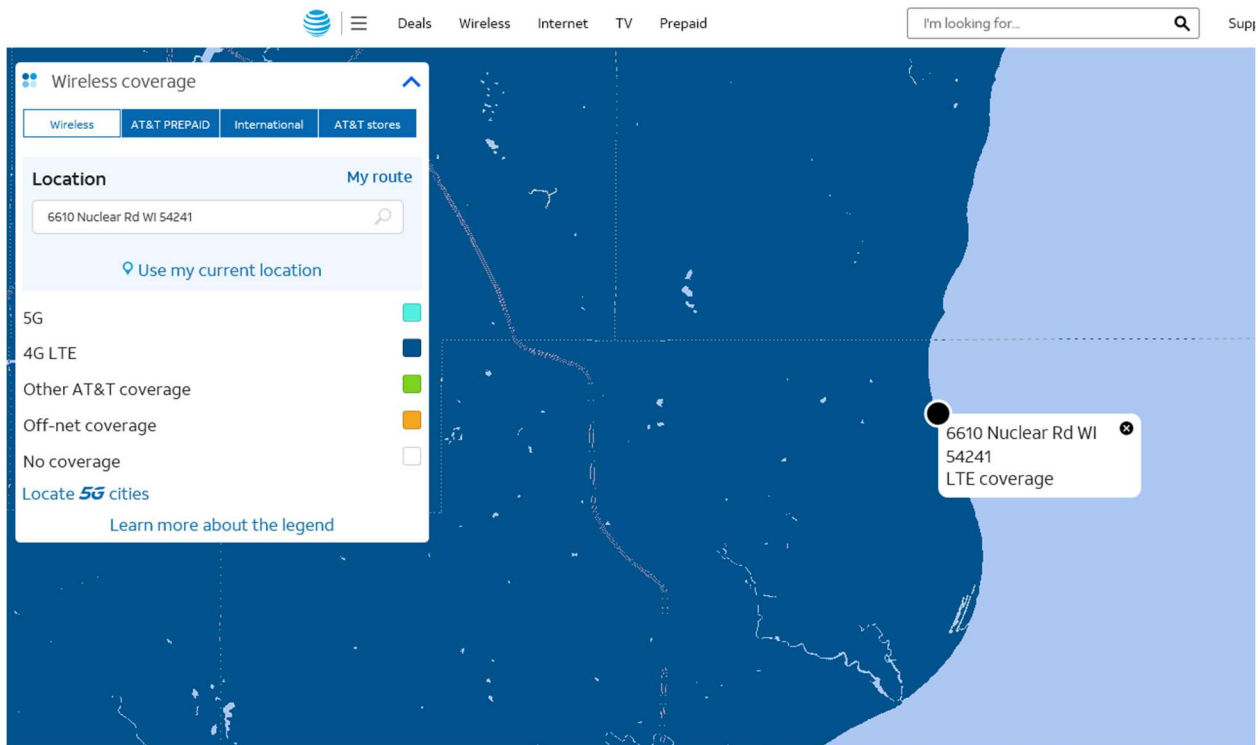 Deals Wireless Internet TV Prepaid I'm looking for...
Wireless coverage
Wireless AT&T PREPAID International AT&T stores
Location My route
6610 Nuclear Rd WI 54241
Use my current location
5G
4G LTE
Other AT&T coverage
Off-net coverage
No coverage
Locate 5G cities
Learn more about the legend
6610 Nuclear Rd WI
54241
LTE coverage